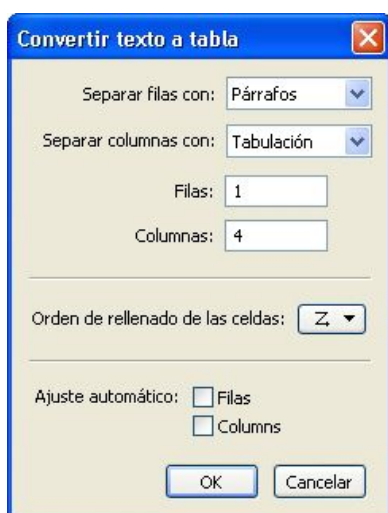 Convertir texto a tabla
Separar filas con: Párrafos
Separar columnas con: Tabulación
Filas: 1
Columnas: 4
Orden de rellenado de las celdas: Z
Ajuste automático: Filas
Columns
OK Cancelar